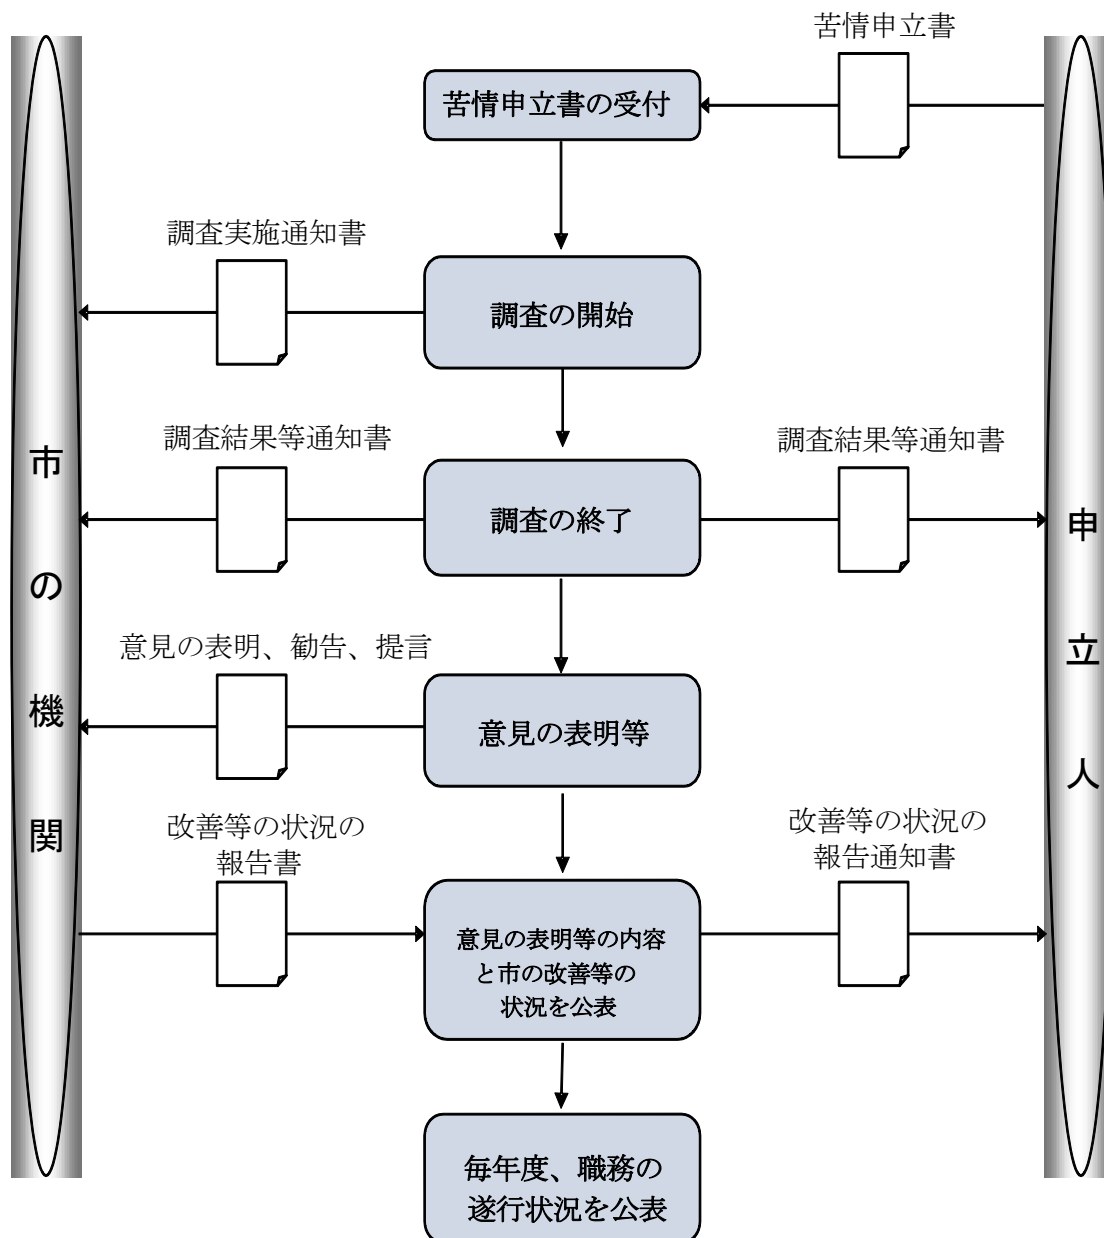 苦情申立書
苦情申立書の受付
調査実施通知書
調査の開始
調査結果等通知書
調査結果等通知書
調査の終了
意見の表明、勧告、提言
意見の表明等
改善等の状況の
報告書
改善等の状況の
報告通知書
意見の表明等の内容
と市の改善等の
状況を公表
毎年度、職務の
遂行状況を公表
市の機関
申立人